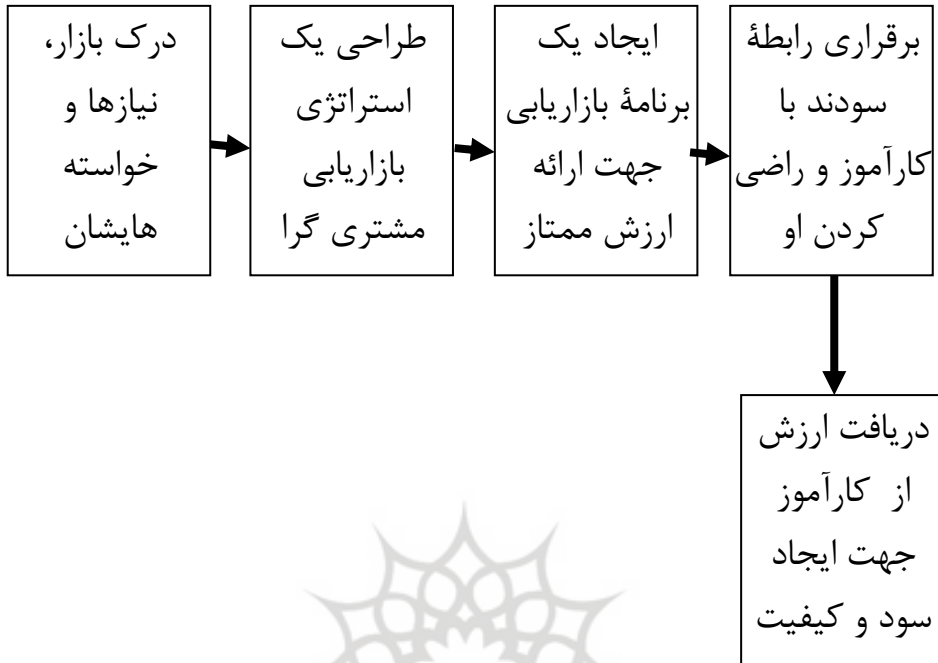 درک بازار،
نیازها و
خواسته
هایشان
طراحی یک
استراتژی
بازاریابی
مشتری گرا
ایجاد یک
برنامهٔ بازاریابی
جهت ارائه
ارزش ممتاز
برقراری رابطهٔ
سودند با
کارآموز و راضی
کردن او
دریافت ارزش
از کارآموز
جهت ایجاد
سود و کیفیت